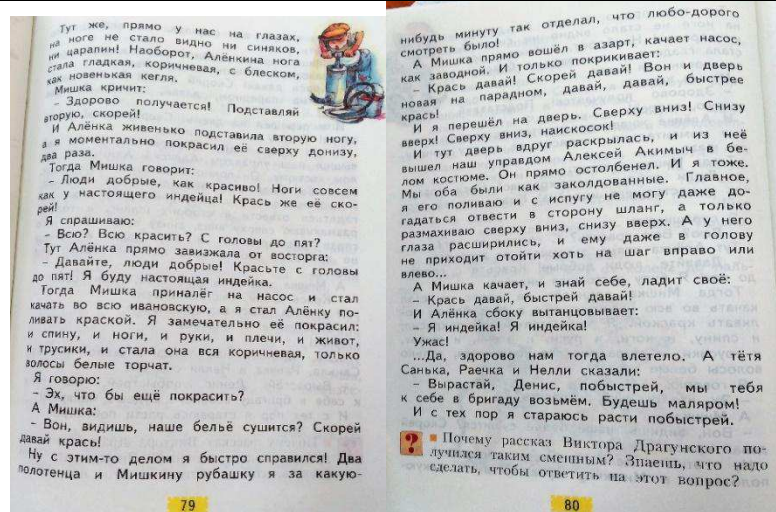 Тут же, прямо у нас на глазах,
на ноге не стало видно ни синяков,
ни царапин! Наоборот, Алёнкина нога
стала гладкая, коричневая, с блеском,
как новенькая кегля.
Мишка кричит:
– Здорово получается! Подставляй
вторую, скорей!
И Алёнка живенько подставила вторую ногу,
а я моментально покрасил её сверху донизу,
два раза.
Тогда Мишка говорит:
– Люди добрые, как красиво! Ноги совсем
как у настоящего индейца! Крась же её ско-
рей!
Я спрашиваю:
– Всю? Всю красить? С головы до пят?
Тут Алёнка прямо завизжала от восторга:
– Давайте, люди добрые! Красьте с головы
до пят! Я буду настоящая индейка.
Тогда Мишка приналёг на насос и стал
качать во всю ивановскую, а я стал Алёнку по-
ливать краской. Я замечательно её покрасил:
и спину, и ноги, и руки, и плечи, и живот,
и трусики, и стала она вся коричневая, только
волосы белые торчат.
Я говорю:
– Эх, что бы ещё покрасить?
А Мишка:
– Вон, видишь, наше бельё сушится? Скорей
давай крась!
Ну с этим-то делом я быстро справился! Два
полотенца и Мишкину рубашку я за какую-
79
нибудь минуту так отделал, что любо-дорого
смотреть было!
А Мишка прямо вошёл в азарт, качает насос,
как заводной. И только покрикивает:
– Крась давай! Скорей давай! Вон и дверь
новая на парадном, давай, давай, быстрее
крась!
И я перешёл на дверь. Сверху вниз! Снизу
вверх! Сверху вниз, наискосок!
И тут дверь вдруг раскрылась, и из неё
вышел наш управдом Алексей Акимыч в бе-
лом костюме. Он прямо остолбенел. И я тоже.
Мы оба были как заколдованные. Главное,
я его поливаю и с испугу не могу даже до-
гадаться отвести в сторону шланг, а только
размахиваю сверху вниз, снизу вверх. А у него
глаза расширились, и ему даже в голову
не приходит отойти хоть на шаг вправо или
влево...
А Мишка качает, и знай себе, ладит своё:
– Крась давай, быстрей давай!
И Алёнка сбоку вытанцовывает:
– Я индейка! Я индейка!
Ужас!
...Да, здорово нам тогда влетело. А тётя
Санька, Раечка и Нелли сказали:
– Вырастай, Денис, побыстрей, мы тебя
к себе в бригаду возьмём. Будешь маляром!
И с тех пор я стараюсь расти побыстрей.
? Почему рассказ Виктора Драгунского по-
лучился таким смешным? Знаешь, что надо
сделать, чтобы ответить на этот вопрос?
80